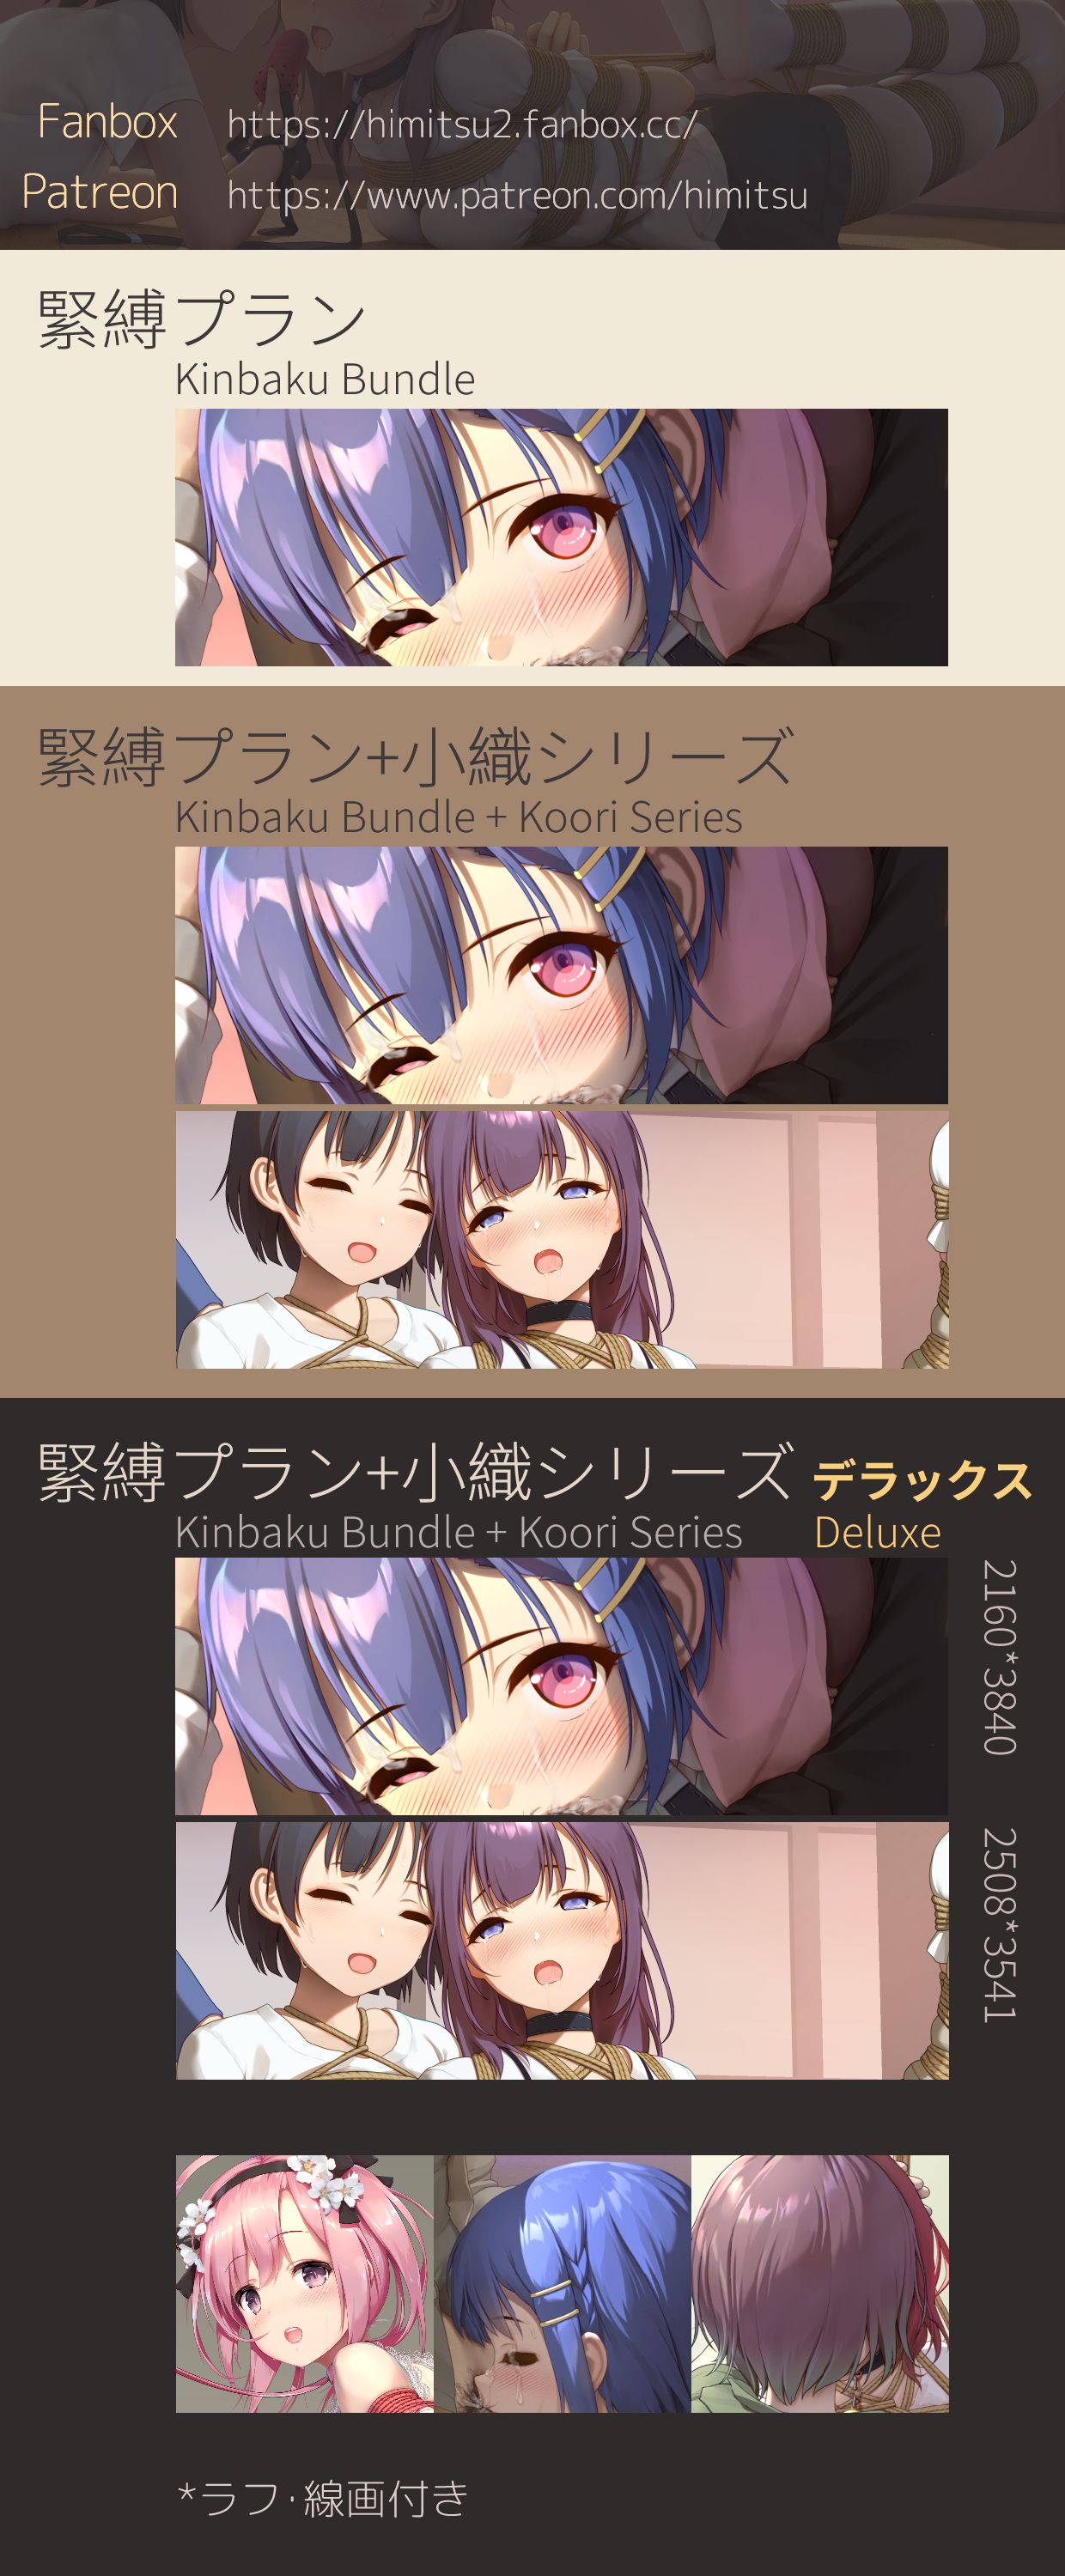 Fanbox https://himitsu2.fanbox.cc/
Patreon https://www.patreon.com/himitsu
緊縛プラン
Kinbaku Bundle
緊縛プラン+小織シリーズ
Kinbaku Bundle + Koori Series
緊縛プラン+小織シリーズ デラックス
Kinbaku Bundle + Koori Series Deluxe
2160*3840
2508*3541
*ラフ·線画付き